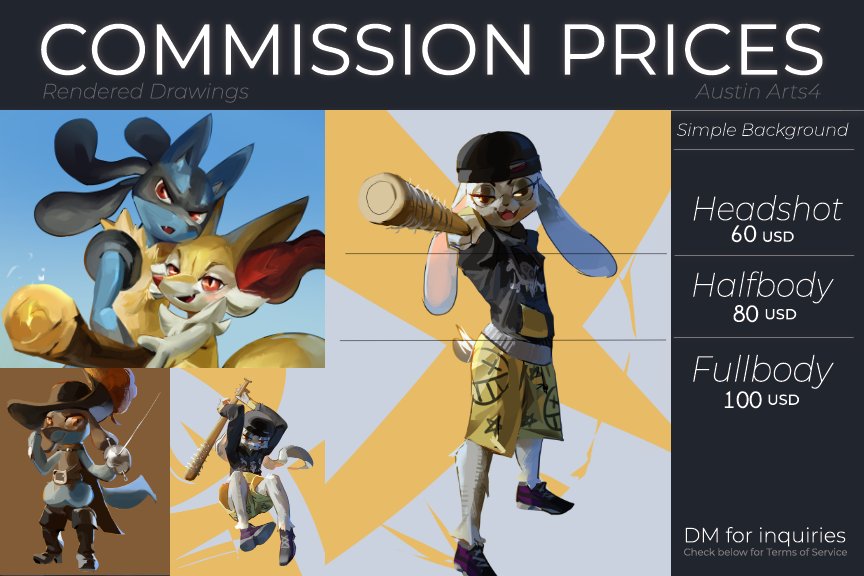 COMMISSION PRICES
Rendered Drawings
Austin Arts4
Simple Background
Headshot
60 USD
Halfbody
80 USD
Fullbody
100 USD
DM for inquiries
Check below for Terms of Service